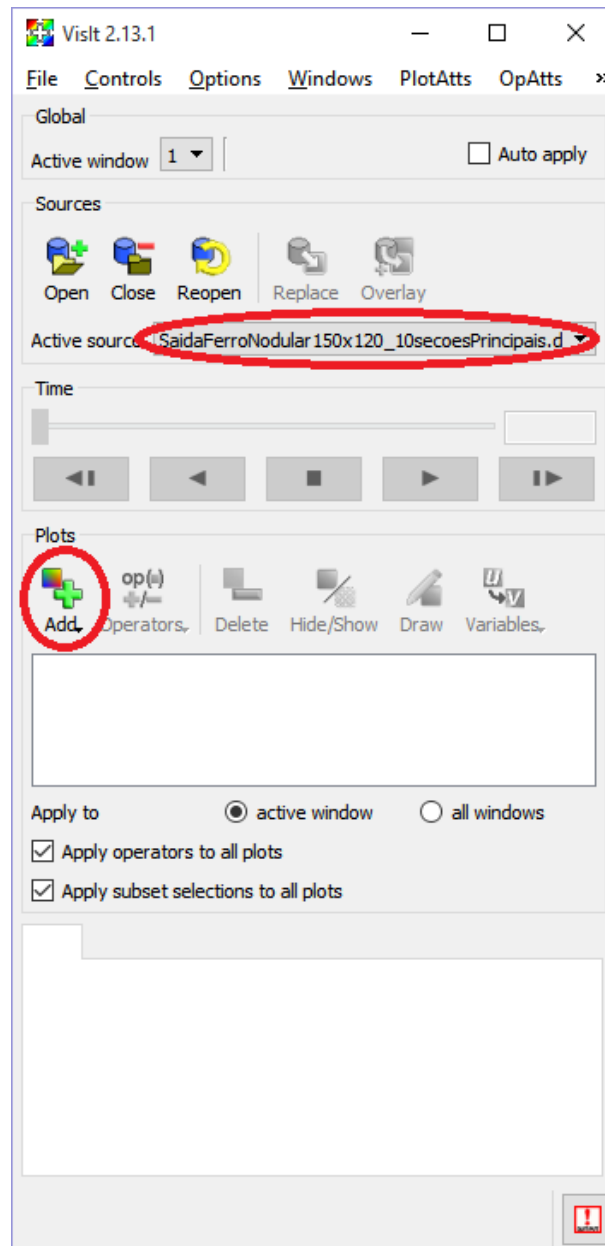 VisIt 2.13.1
File Controls Options Windows PlotAtts OpAtts »
Global
Active window 1 Auto apply
Sources
Open Close Reopen Replace Overlay
Active source SaidaFerroNodular150x120_10secoesPrincipais.d
Time
Plots
op(=)
+/−
Add Operators Delete Hide/Show Draw Variables
Apply to active window all windows
Apply operators to all plots
Apply subset selections to all plots